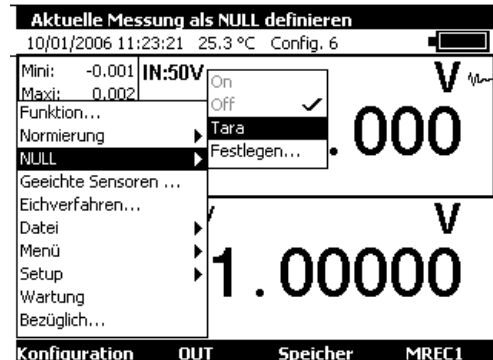 Aktuelle Messung als NULL definieren
10/01/2006 11:23:21 25.3 °C Config. 6
Mini: -0.001 IN:50V V
Maxi: 0.002
On
Off
Tara
Festlegen...
.000
Funktion...
Normierung
NULL
Geeichte Sensoren ...
Eichverfahren...
Datei
Menü
Setup
Wartung
Bezüglich...
V
1.00000
Konfiguration OUT Speicher MREC1